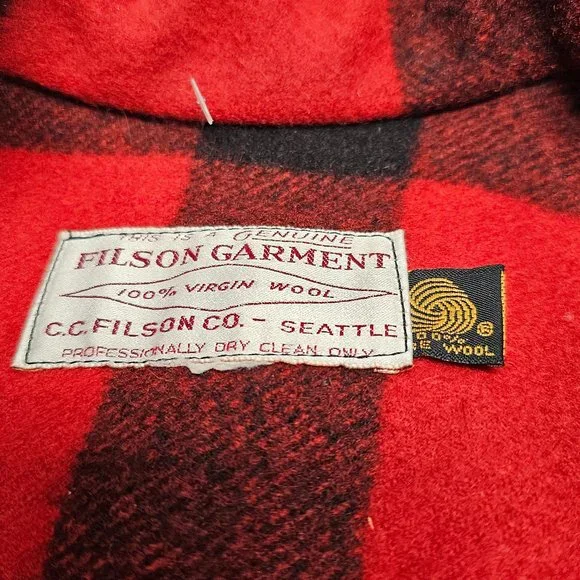 THIS IS A GENUINE
FILSON GARMENT
100% VIRGIN WOOL
C.C. FILSON CO. - SEATTLE
PROFESSIONALLY DRY CLEAN ONLY
®
WOOL